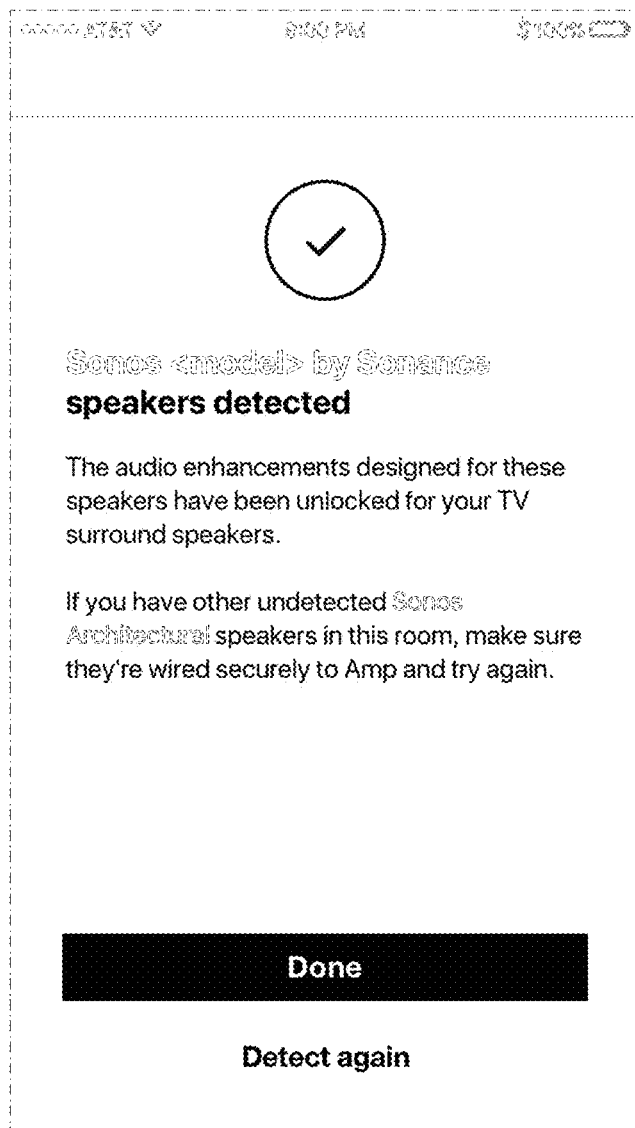 AT&T 9:00 PM 100%
Sonos <model> by Sonance
speakers detected
The audio enhancements designed for these
speakers have been unlocked for your TV
surround speakers.
If you have other undetected Sonos
Architectural speakers in this room, make sure
they're wired securely to Amp and try again.
Done
Detect again